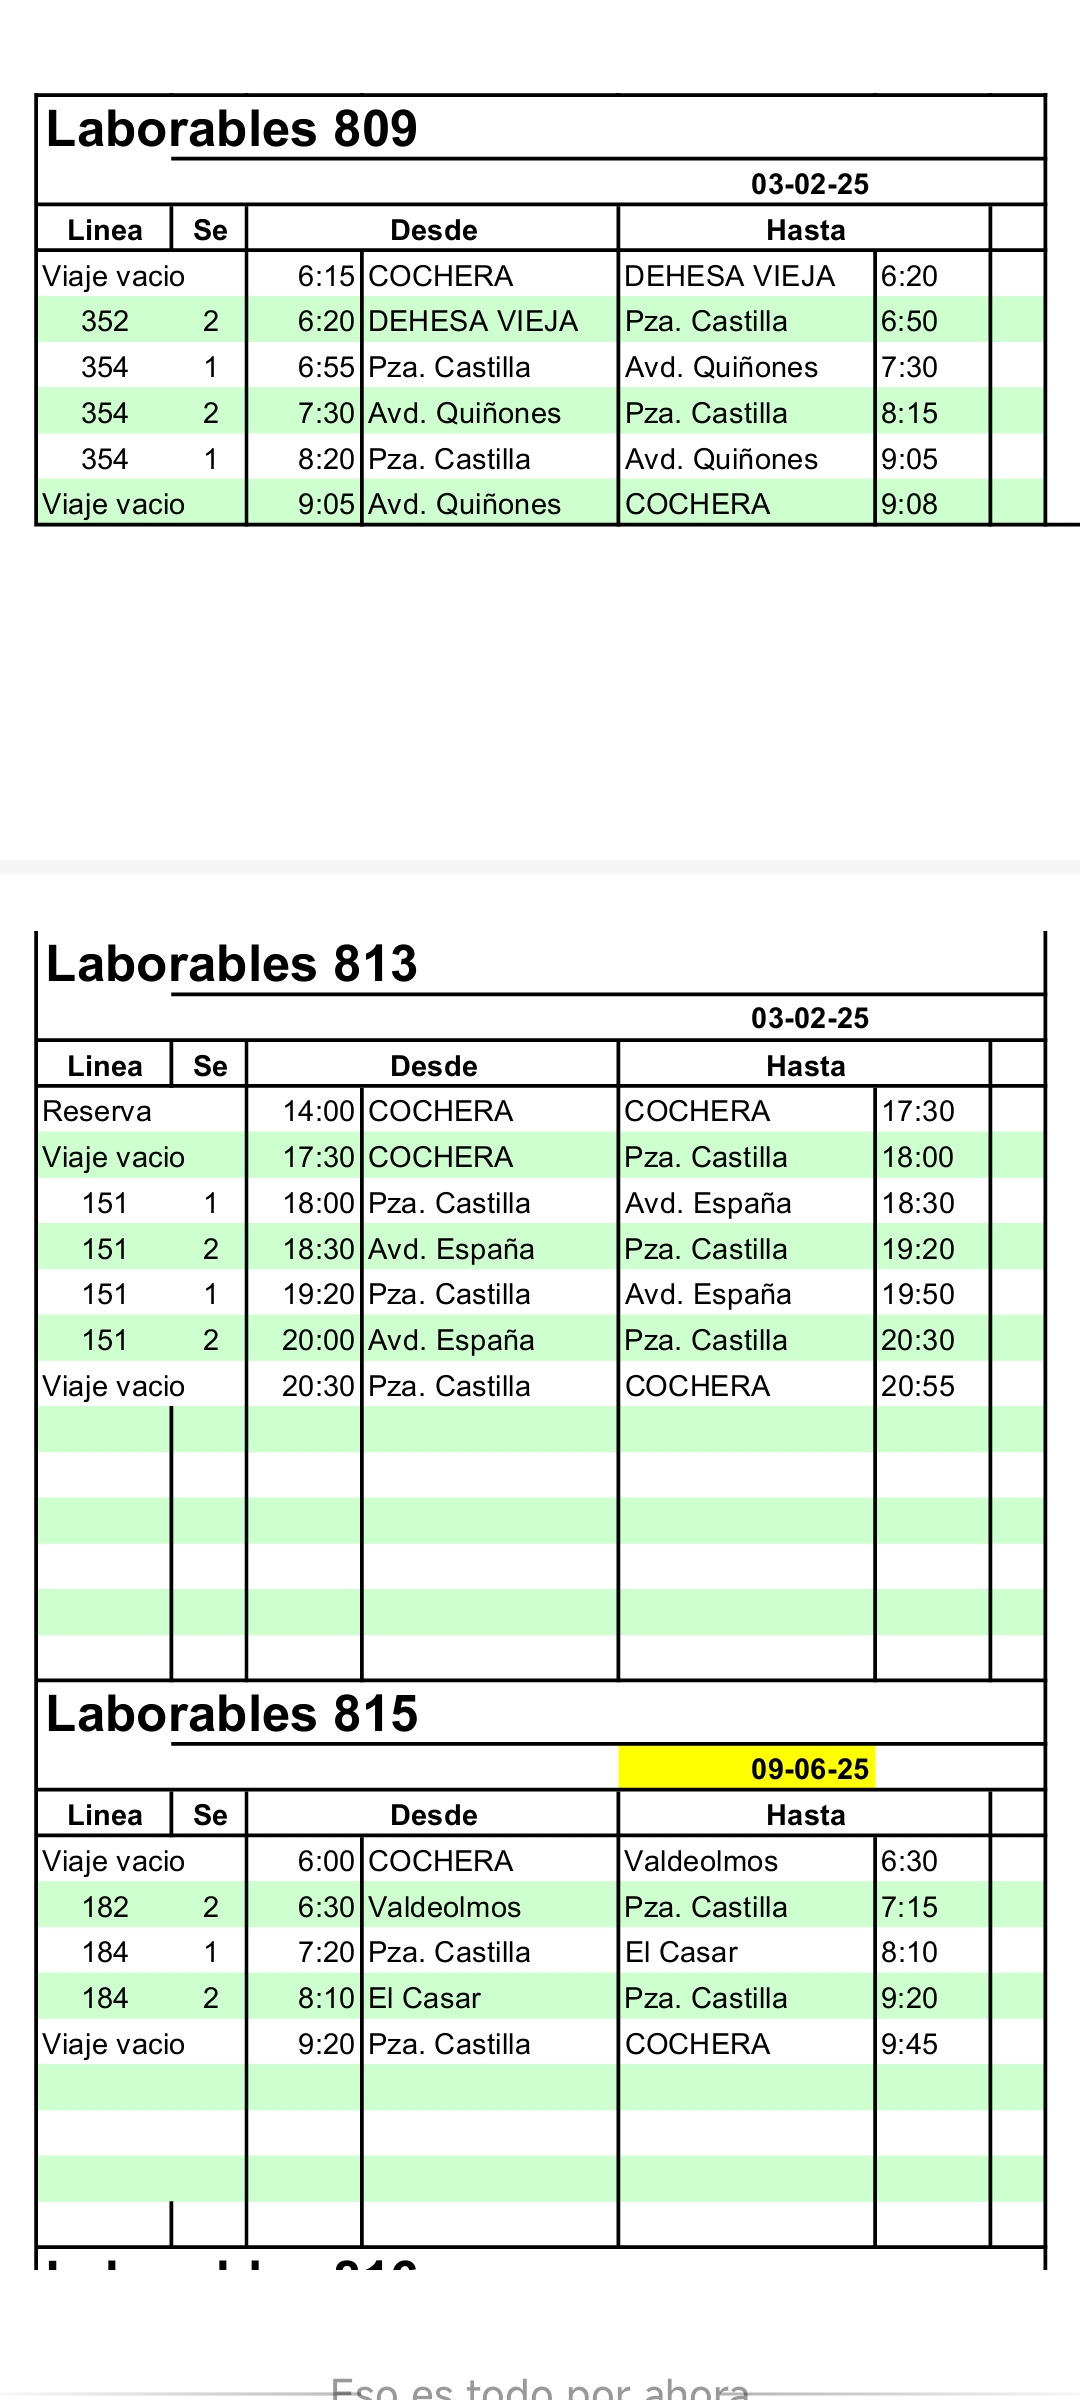 Laborables 809
03-02-25
Linea Se Desde Hasta
Viaje vacio 6:15 COCHERA DEHESA VIEJA 6:20
352 2 6:20 DEHESA VIEJA Pza. Castilla 6:50
354 1 6:55 Pza. Castilla Avd. Quiñones 7:30
354 2 7:30 Avd. Quiñones Pza. Castilla 8:15
354 1 8:20 Pza. Castilla Avd. Quiñones 9:05
Viaje vacio 9:05 Avd. Quiñones COCHERA 9:08
Laborables 813
03-02-25
Linea Se Desde Hasta
Reserva 14:00 COCHERA COCHERA 17:30
Viaje vacio 17:30 COCHERA Pza. Castilla 18:00
151 1 18:00 Pza. Castilla Avd. España 18:30
151 2 18:30 Avd. España Pza. Castilla 19:20
151 1 19:20 Pza. Castilla Avd. España 19:50
151 2 20:00 Avd. España Pza. Castilla 20:30
Viaje vacio 20:30 Pza. Castilla COCHERA 20:55
Laborables 815
09-06-25
Linea Se Desde Hasta
Viaje vacio 6:00 COCHERA Valdeolmos 6:30
182 2 6:30 Valdeolmos Pza. Castilla 7:15
184 1 7:20 Pza. Castilla El Casar 8:10
184 2 8:10 El Casar Pza. Castilla 9:20
Viaje vacio 9:20 Pza. Castilla COCHERA 9:45
Laborables
Eso es todo por ahora